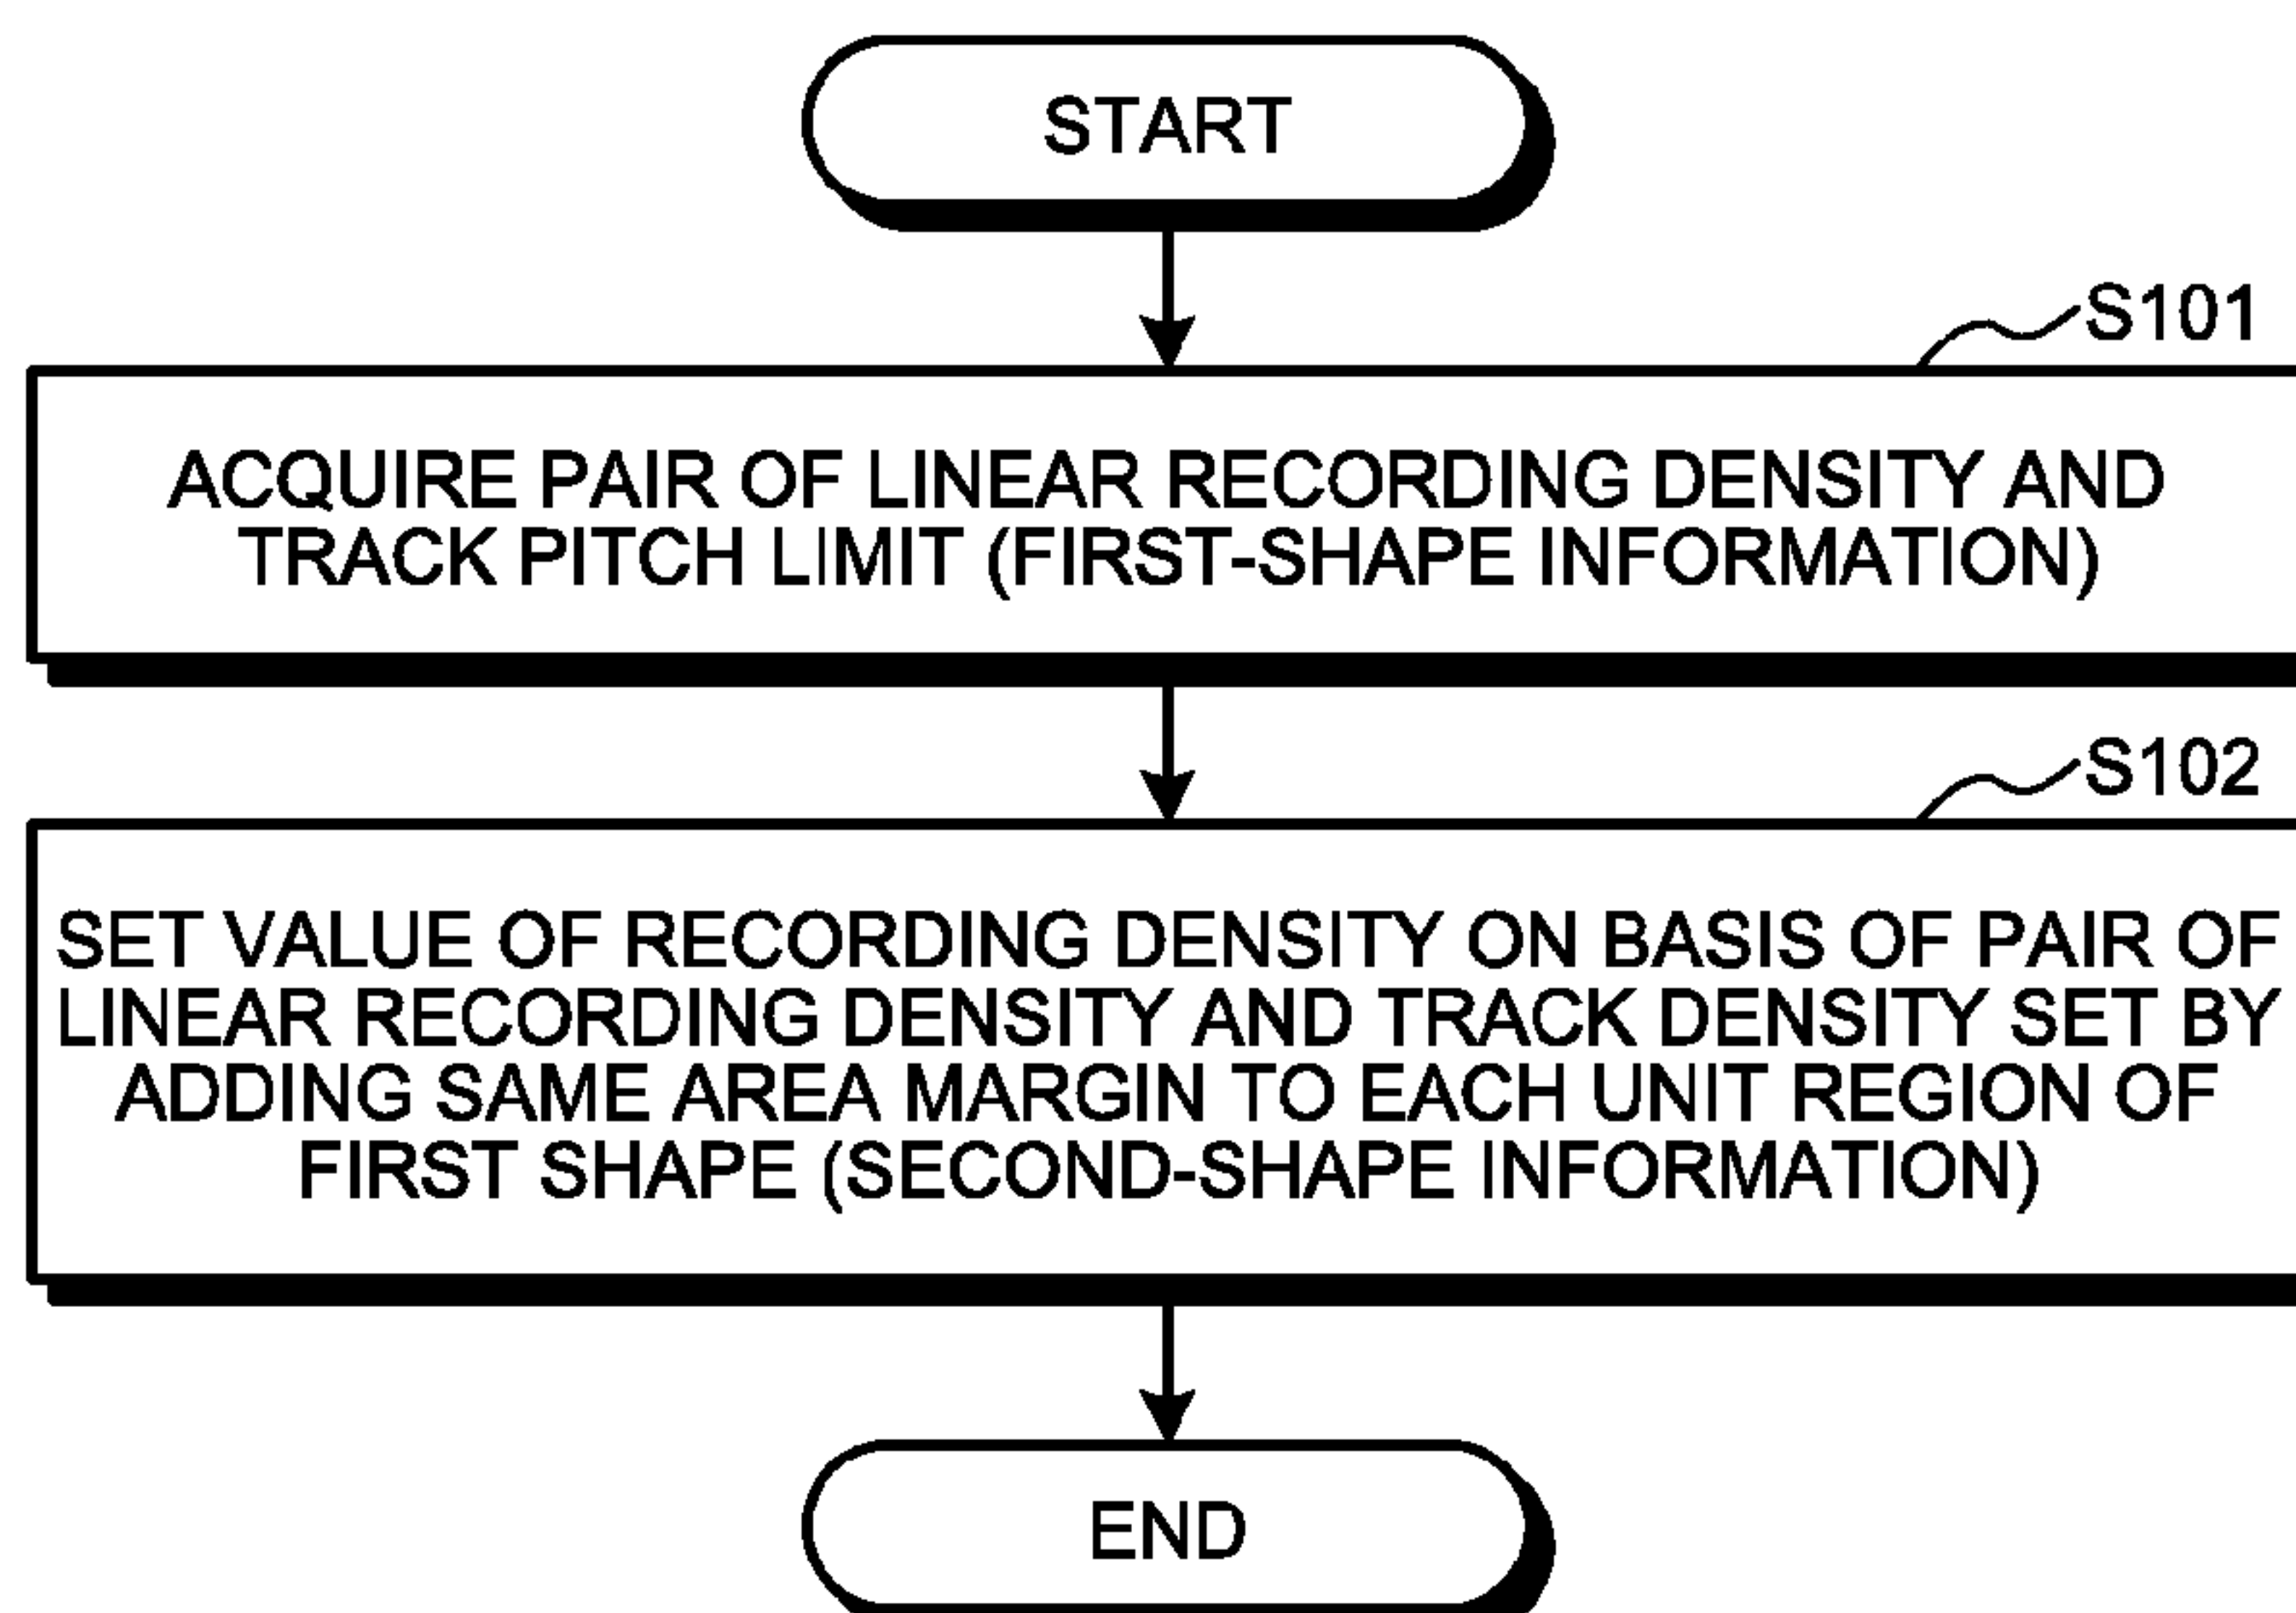 START
S101
ACQUIRE PAIR OF LINEAR RECORDING DENSITY AND
TRACK PITCH LIMIT (FIRST-SHAPE INFORMATION)
S102
SET VALUE OF RECORDING DENSITY ON BASIS OF PAIR OF
LINEAR RECORDING DENSITY AND TRACK DENSITY SET BY
ADDING SAME AREA MARGIN TO EACH UNIT REGION OF
FIRST SHAPE (SECOND-SHAPE INFORMATION)
END